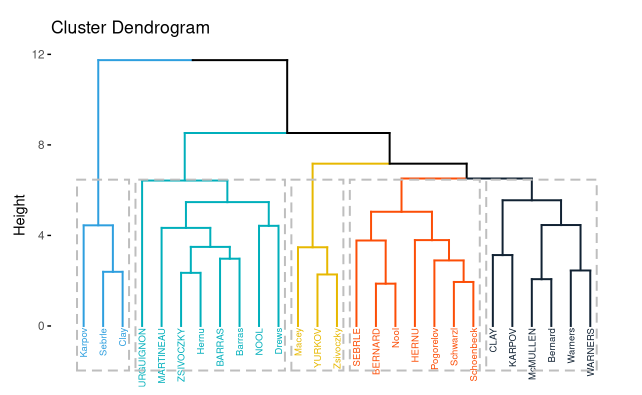 Cluster Dendrogram
Height
12
8
4
0
Karpov
Sebrle
Clay
URGUIGNON
MARTINEAU
ZSIVOCZKY
Hernu
BARRAS
Barras
NOOL
Drews
Macey
YURKOV
Zsivoczky
SEBRLE
BERNARD
Nool
HERNU
Pogorelov
Schwarzl
Schoenbeck
CLAY
KARPOV
McMULLEN
Bernard
Warners
WARNERS